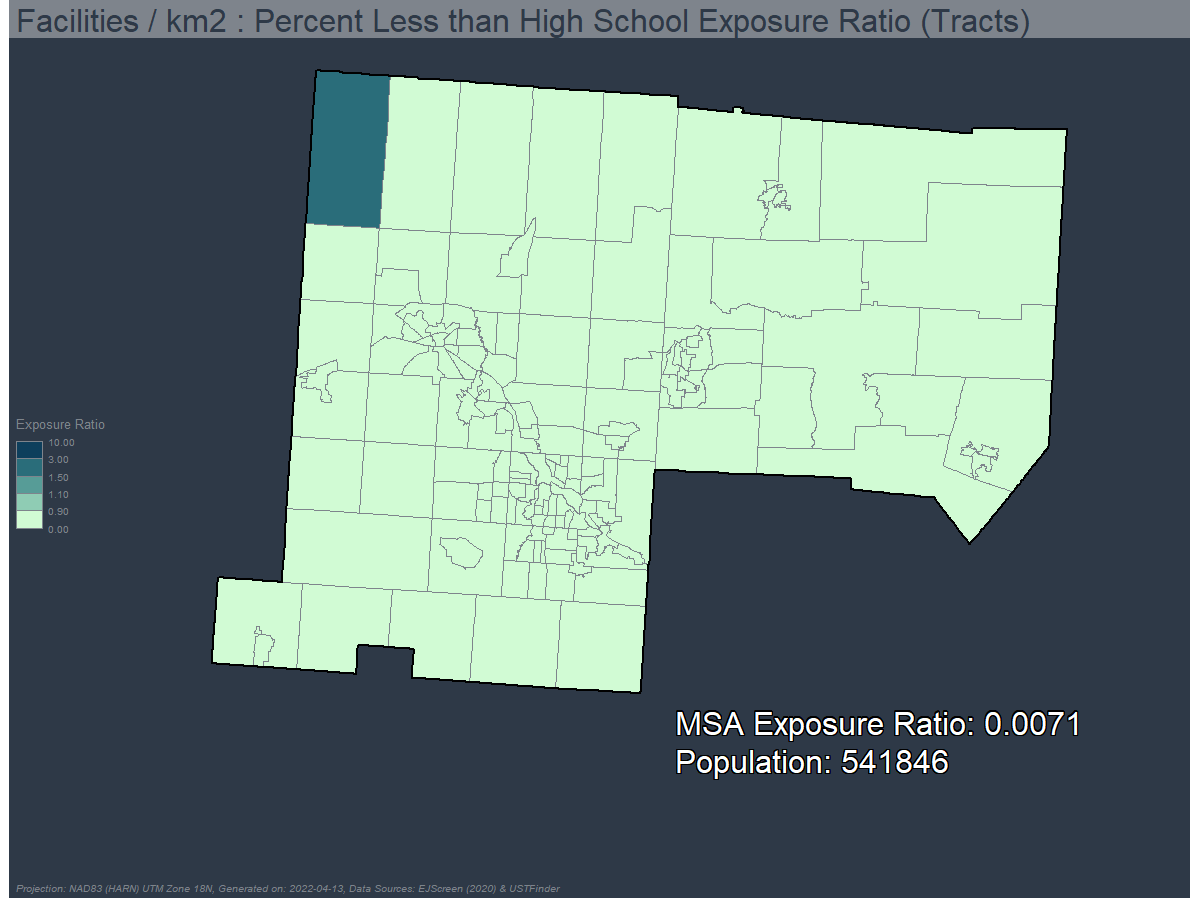 Facilities / km2 : Percent Less than High School Exposure Ratio (Tracts)
Exposure Ratio
10.00
3.00
1.50
1.10
0.90
0.00
MSA Exposure Ratio: 0.0071
Population: 541846
Projection: NAD83 (HARN) UTM Zone 18N, Generated on: 2022-04-13, Data Sources: EJScreen (2020) & USTFinder